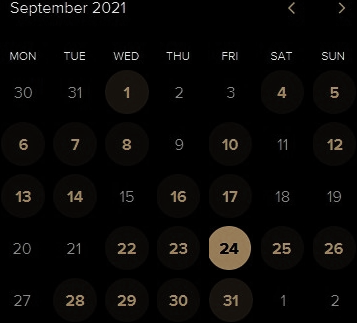 September 2021
MON TUE WED THU FRI SAT SUN
30 31 1 2 3 4 5
6 7 8 9 10 11 12
13 14 15 16 17 18 19
20 21 22 23 24 25 26
27 28 29 30 31 1 2